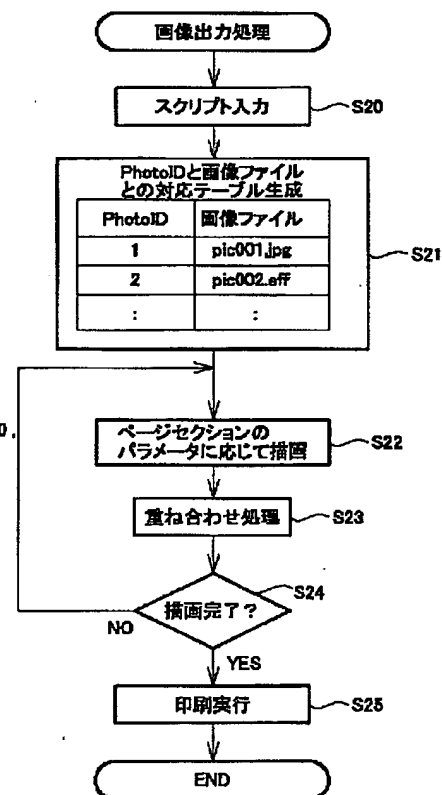 画像出力処理
スクリプト入力
S20
PhotoIDと画像ファイル
との対応テーブル生成
PhotoID 画像ファイル
1 pic001.jpg
2 pic002.eff
: :
S21
ページセクションの
パラメータに応じて描画
S22
重ね合わせ処理
S23
描画完了?
S24
NO
YES
印刷実行
S25
END